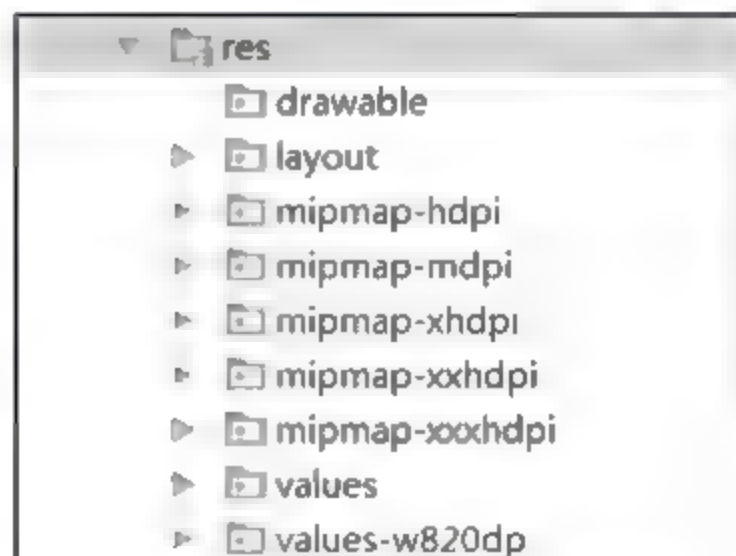 res
drawable
layout
mipmap-hdpi
mipmap-mdpi
mipmap-xhdpi
mipmap-xxhdpi
mipmap-xxxhdpi
values
values-w820dp